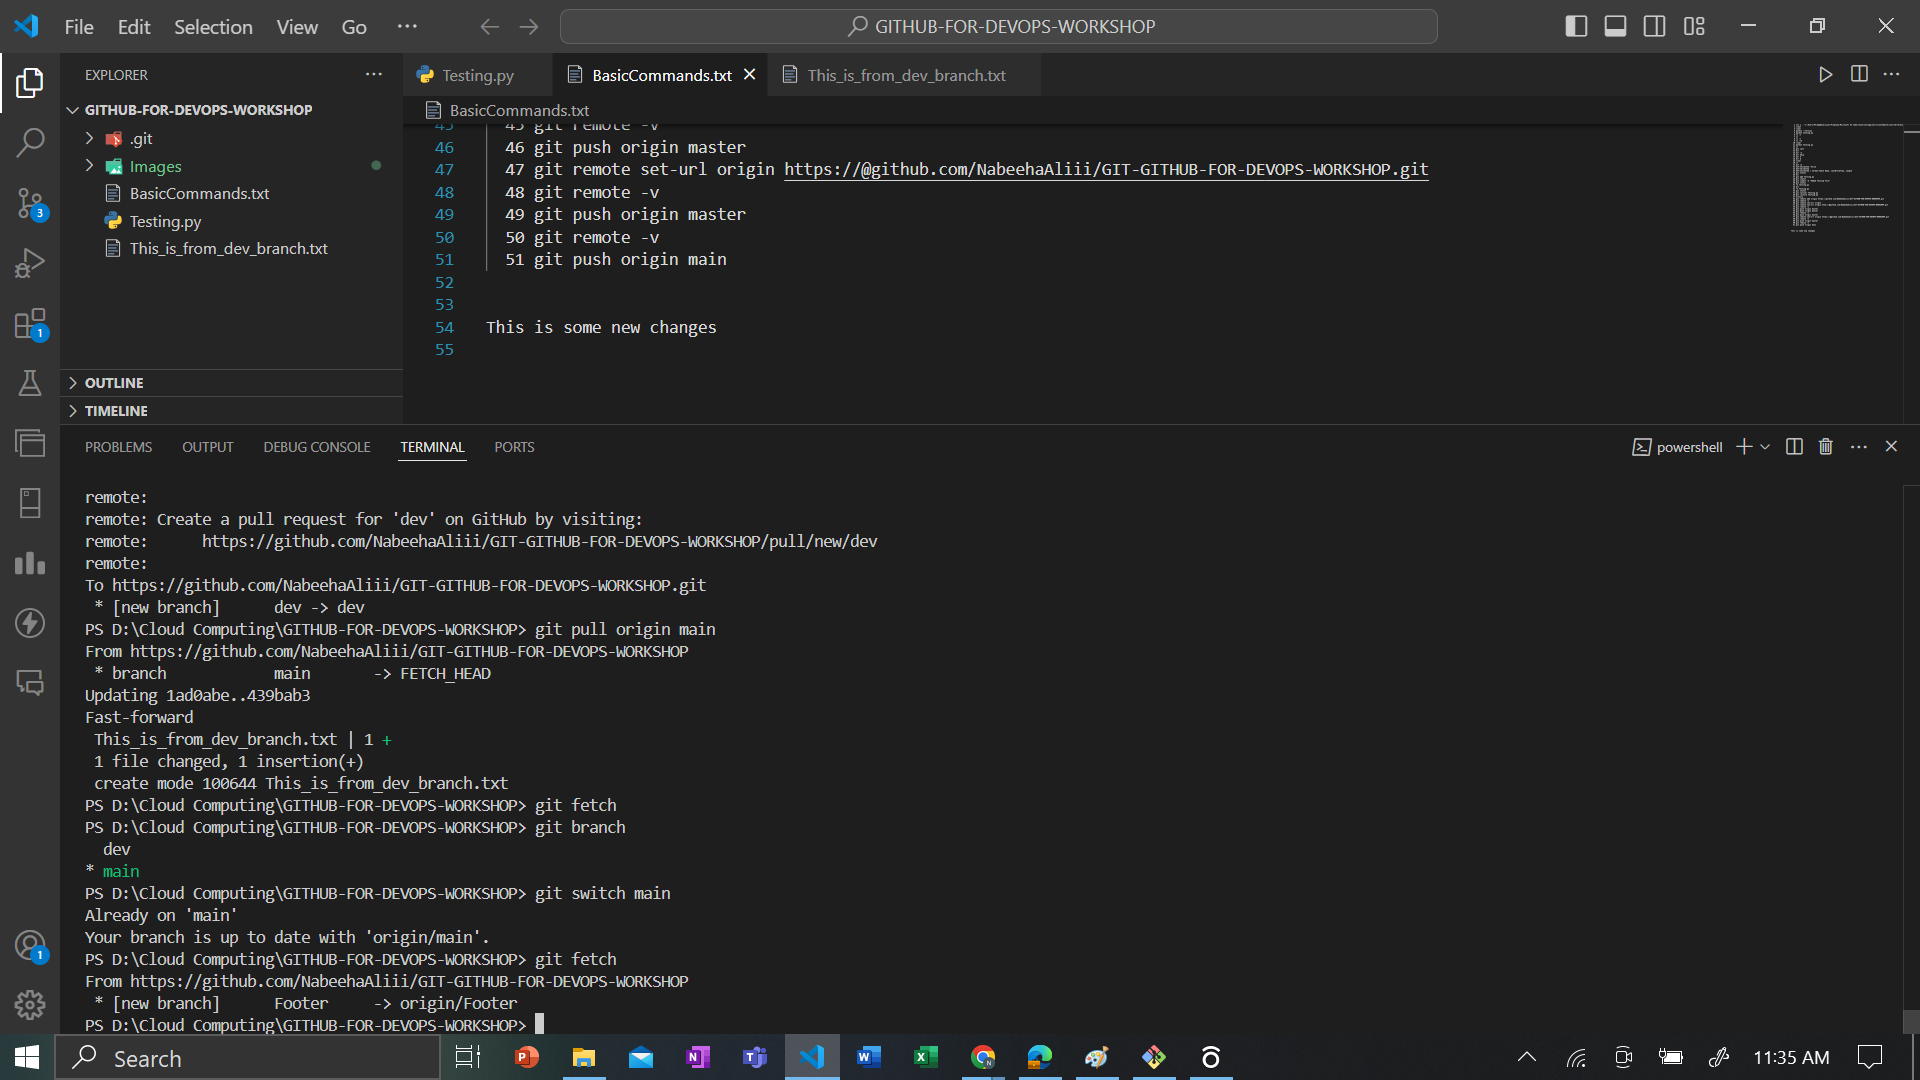 File Edit Selection View Go ··· GITHUB-FOR-DEVOPS-WORKSHOP
EXPLORER
GITHUB-FOR-DEVOPS-WORKSHOP
.git
Images
BasicCommands.txt
Testing.py
This_is_from_dev_branch.txt
OUTLINE
TIMELINE
3
1
1
Testing.py BasicCommands.txt This_is_from_dev_branch.txt
BasicCommands.txt
45 45 git remote -v
46 46 git push origin master
47 47 git remote set-url origin https://@github.com/NabeehaAliii/GIT-GITHUB-FOR-DEVOPS-WORKSHOP.git
48 48 git remote -v
49 49 git push origin master
50 50 git remote -v
51 51 git push origin main
52
53
54 This is some new changes
55
PROBLEMS OUTPUT DEBUG CONSOLE TERMINAL PORTS powershell
remote:
remote: Create a pull request for 'dev' on GitHub by visiting:
remote:      https://github.com/NabeehaAliii/GIT-GITHUB-FOR-DEVOPS-WORKSHOP/pull/new/dev
remote:
To https://github.com/NabeehaAliii/GIT-GITHUB-FOR-DEVOPS-WORKSHOP.git
 * [new branch]      dev -> dev
PS D:\Cloud Computing\GITHUB-FOR-DEVOPS-WORKSHOP> git pull origin main
From https://github.com/NabeehaAliii/GIT-GITHUB-FOR-DEVOPS-WORKSHOP
 * branch            main       -> FETCH_HEAD
Updating 1ad0abe..439bab3
Fast-forward
 This_is_from_dev_branch.txt | 1 +
 1 file changed, 1 insertion(+)
 create mode 100644 This_is_from_dev_branch.txt
PS D:\Cloud Computing\GITHUB-FOR-DEVOPS-WORKSHOP> git fetch
PS D:\Cloud Computing\GITHUB-FOR-DEVOPS-WORKSHOP> git branch
  dev
* main
PS D:\Cloud Computing\GITHUB-FOR-DEVOPS-WORKSHOP> git switch main
Already on 'main'
Your branch is up to date with 'origin/main'.
PS D:\Cloud Computing\GITHUB-FOR-DEVOPS-WORKSHOP> git fetch
From https://github.com/NabeehaAliii/GIT-GITHUB-FOR-DEVOPS-WORKSHOP
 * [new branch]      Footer     -> origin/Footer
PS D:\Cloud Computing\GITHUB-FOR-DEVOPS-WORKSHOP>
Search 11:35 AM